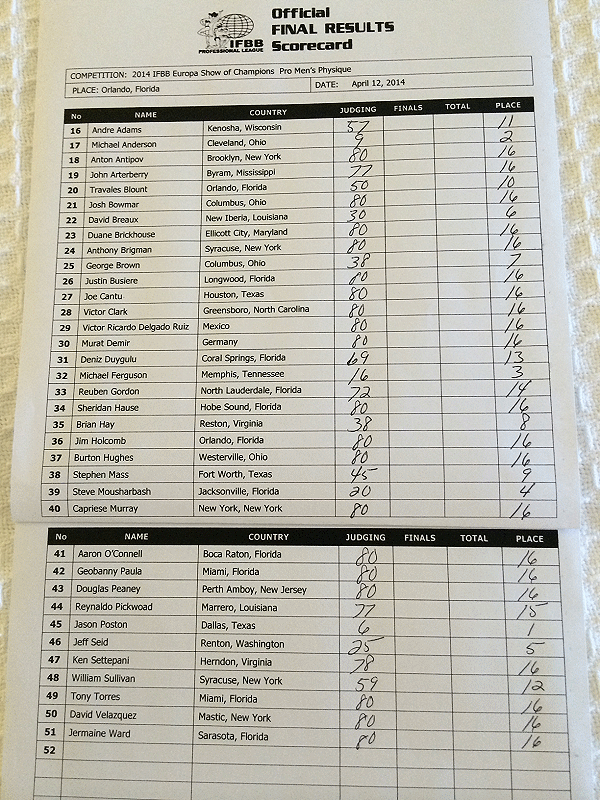 Official
FINAL RESULTS
Scorecard
IFBB
PROFESSIONAL LEAGUE
COMPETITION: 2014 IFBB Europa Show of Champions Pro Men's Physique
PLACE: Orlando, Florida DATE: April 12, 2014
No NAME COUNTRY JUDGING FINALS TOTAL PLACE
16 Andre Adams Kenosha, Wisconsin 57 11
17 Michael Anderson Cleveland, Ohio 9 2
18 Anton Antipov Brooklyn, New York 80 16
19 John Arterberry Byram, Mississippi 77 16
20 Travales Blount Orlando, Florida 50 10
21 Josh Bowmar Columbus, Ohio 80 16
22 David Breaux New Iberia, Louisiana 30 6
23 Duane Brickhouse Ellicott City, Maryland 80 16
24 Anthony Brigman Syracuse, New York 80 16
25 George Brown Columbus, Ohio 38 7
26 Justin Busiere Longwood, Florida 80 16
27 Joe Cantu Houston, Texas 80 16
28 Victor Clark Greensboro, North Carolina 80 16
29 Victor Ricardo Delgado Ruiz Mexico 80 16
30 Murat Demir Germany 80 16
31 Deniz Duygulu Coral Springs, Florida 69 13
32 Michael Ferguson Memphis, Tennessee 16 3
33 Reuben Gordon North Lauderdale, Florida 72 14
34 Sheridan Hause Hobe Sound, Florida 80 16
35 Brian Hay Reston, Virginia 38 8
36 Jim Holcomb Orlando, Florida 80 16
37 Burton Hughes Westerville, Ohio 80 16
38 Stephen Mass Fort Worth, Texas 45 9
39 Steve Mousharbash Jacksonville, Florida 20 4
40 Capriese Murray New York, New York 80 16
No NAME COUNTRY JUDGING FINALS TOTAL PLACE
41 Aaron O'Connell Boca Raton, Florida 80 16
42 Geobanny Paula Miami, Florida 80 16
43 Douglas Peaney Perth Amboy, New Jersey 80 16
44 Reynaldo Pickwoad Marrero, Louisiana 77 15
45 Jason Poston Dallas, Texas 6 1
46 Jeff Seid Renton, Washington 25 5
47 Ken Settepani Herndon, Virginia 78 16
48 William Sullivan Syracuse, New York 59 12
49 Tony Torres Miami, Florida 80 16
50 David Velazquez Mastic, New York 80 16
51 Jermaine Ward Sarasota, Florida 80 16
52